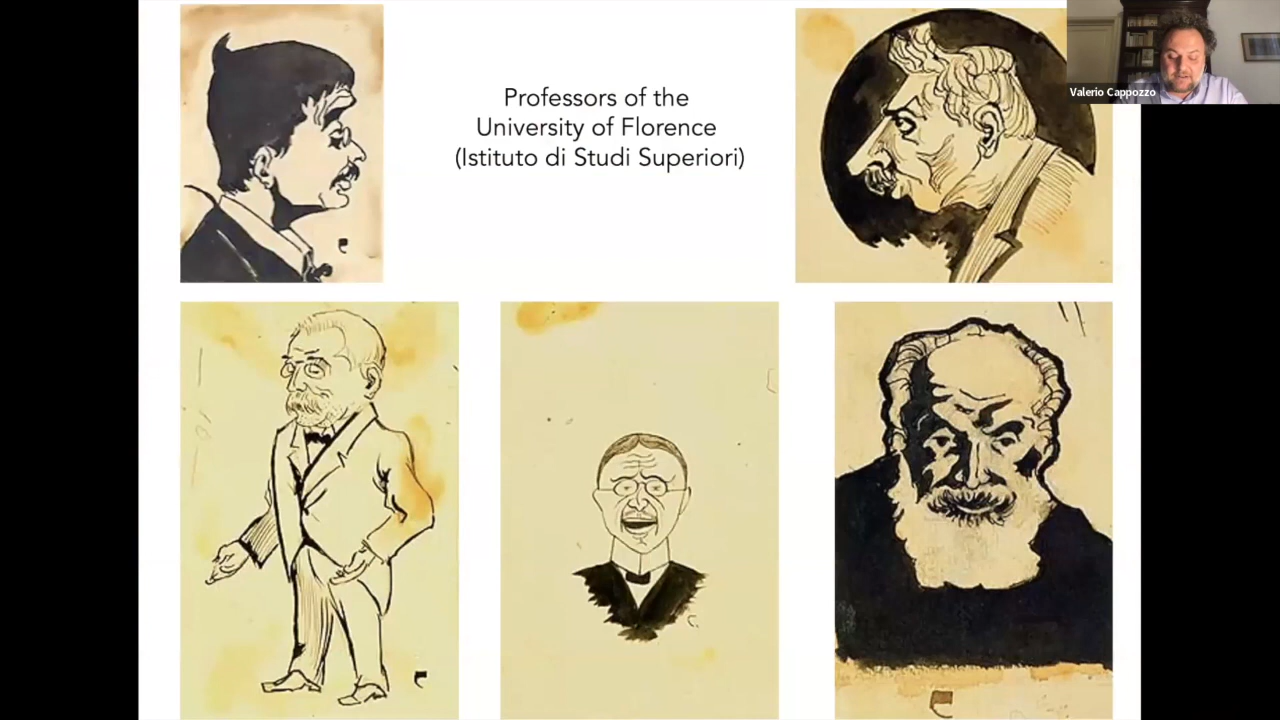 Professors of the
University of Florence
(Istituto di Studi Superiori)
Valerio Cappozzo
C.